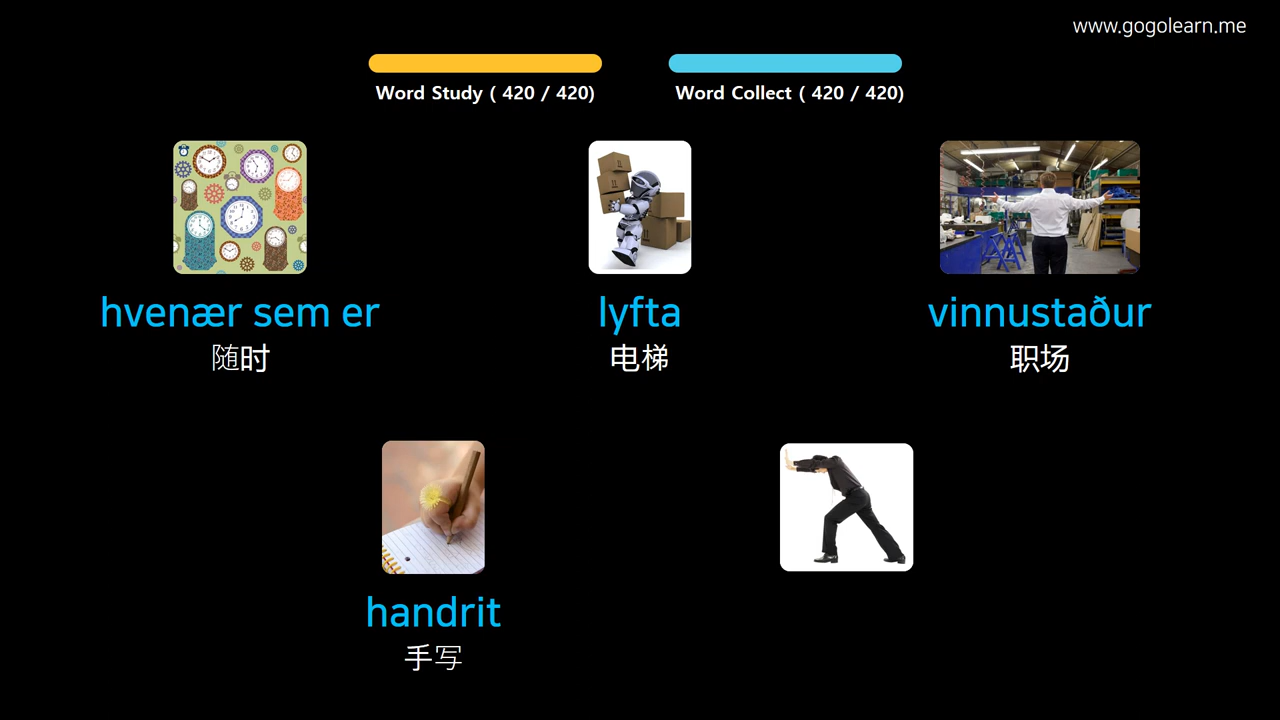 www.gogolearn.me
Word Study ( 420 / 420)
Word Collect ( 420 / 420)
hvenær sem er
随时
lyfta
电梯
vinnustaður
职场
handrit
手写